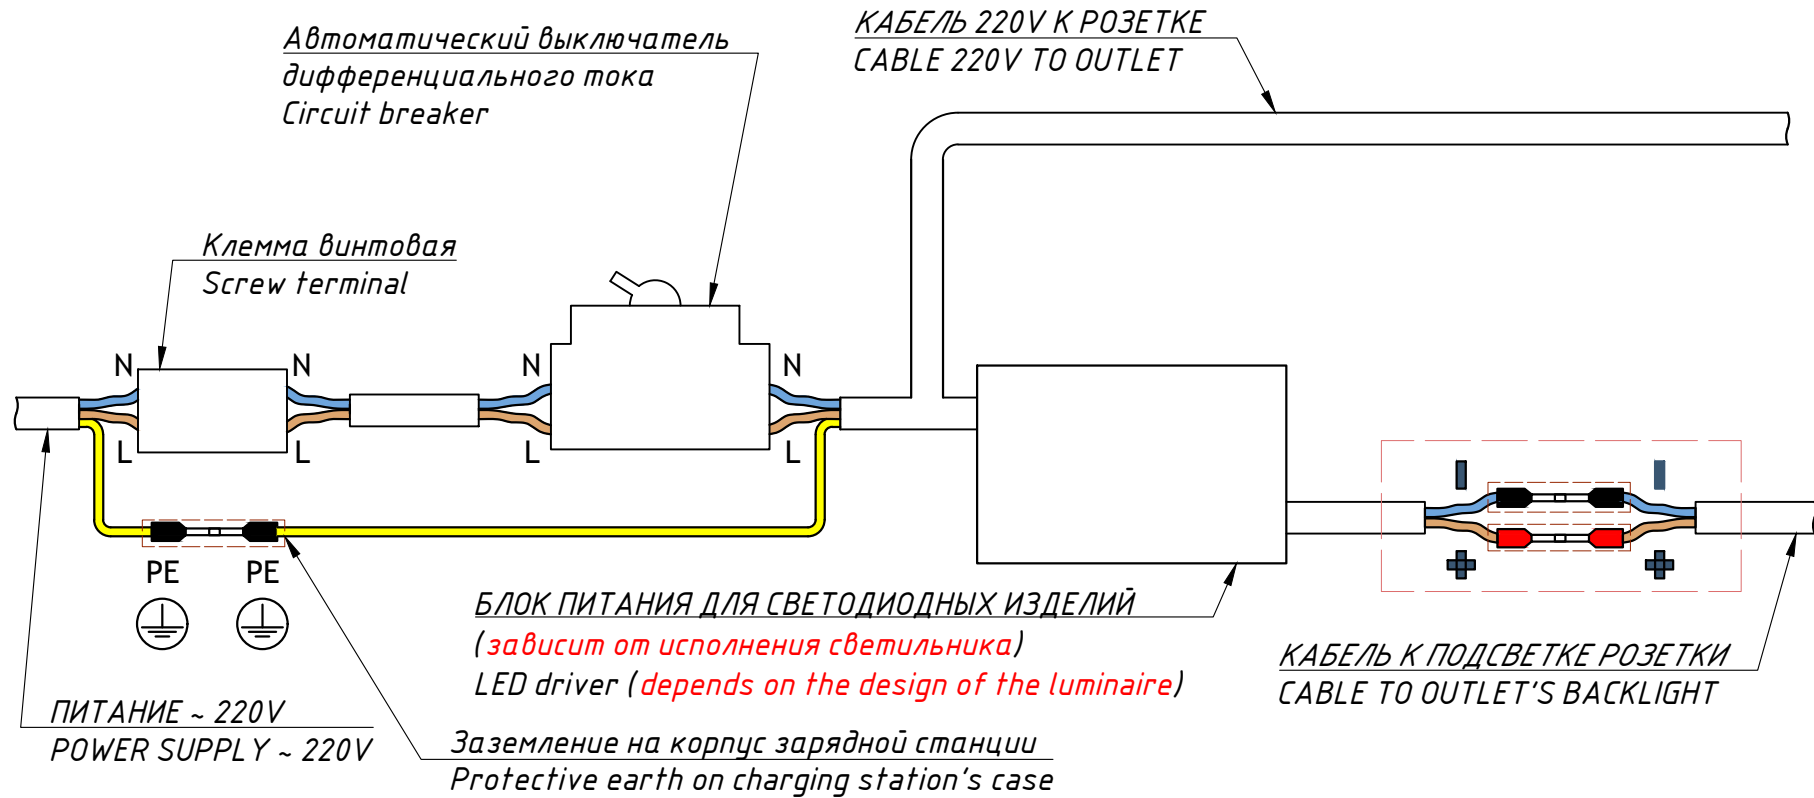 Автоматический выключатель
дифференциального тока
Circuit breaker
КАБЕЛЬ 220V К РОЗЕТКЕ
CABLE 220V TO OUTLET
Клемма винтовая
Screw terminal
N
N
N
N
L
L
L
L
PE
PE
БЛОК ПИТАНИЯ ДЛЯ СВЕТОДИОДНЫХ ИЗДЕЛИЙ
(зависит от исполнения светильника)
LED driver (depends on the design of the luminaire)
КАБЕЛЬ К ПОДСВЕТКЕ РОЗЕТКИ
CABLE TO OUTLET'S BACKLIGHT
ПИТАНИЕ ~ 220V
POWER SUPPLY ~ 220V
Заземление на корпус зарядной станции
Protective earth on charging station's case